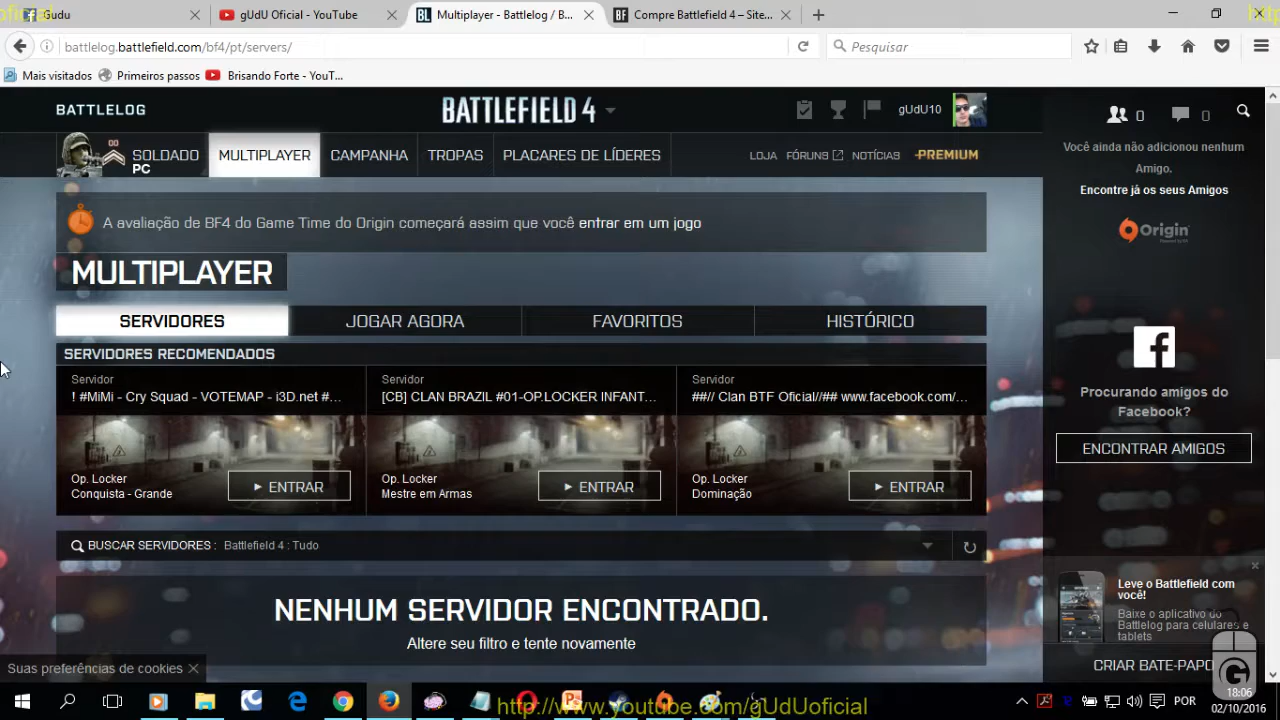 oficial
Gudu
gUdU Oficial - YouTube
Multiplayer - Battlelog / B...
Compre Battlefield 4 – Site...
battlelog.battlefield.com/bf4/pt/servers/
Pesquisar
Mais visitados
Primeiros passos
Brisando Forte - YouT...
BATTLELOG
BATTLEFIELD 4
gUdU10
0
0
SOLDADO
PC
MULTIPLAYER
CAMPANHA
TROPAS
PLACARES DE LÍDERES
LOJA
FÓRUNS
NOTÍCIAS
PREMIUM
Você ainda não adicionou nenhum
Amigo.
Encontre já os seus Amigos
Origin
A avaliação de BF4 do Game Time do Origin começará assim que você entrar em um jogo
MULTIPLAYER
SERVIDORES
JOGAR AGORA
FAVORITOS
HISTÓRICO
SERVIDORES RECOMENDADOS
Servidor
! #MiMi - Cry Squad - VOTEMAP - i3D.net #...
Op. Locker
Conquista - Grande
ENTRAR
Servidor
[CB] CLAN BRAZIL #01-OP.LOCKER INFANT...
Op. Locker
Mestre em Armas
ENTRAR
Servidor
##// Clan BTF Oficial//## www.facebook.com/...
Op. Locker
Dominação
ENTRAR
Procurando amigos do
Facebook?
ENCONTRAR AMIGOS
BUSCAR SERVIDORES :
Battlefield 4 : Tudo
NENHUM SERVIDOR ENCONTRADO.
Altere seu filtro e tente novamente
Leve o Battlefield com
você!
Baixe o aplicativo do
Battlelog para celulares e
tablets
CRIAR BATE-PAPO
Suas preferências de cookies
POR
18:06
02/10/2016
http://www.youtube.com/gUdUoficial